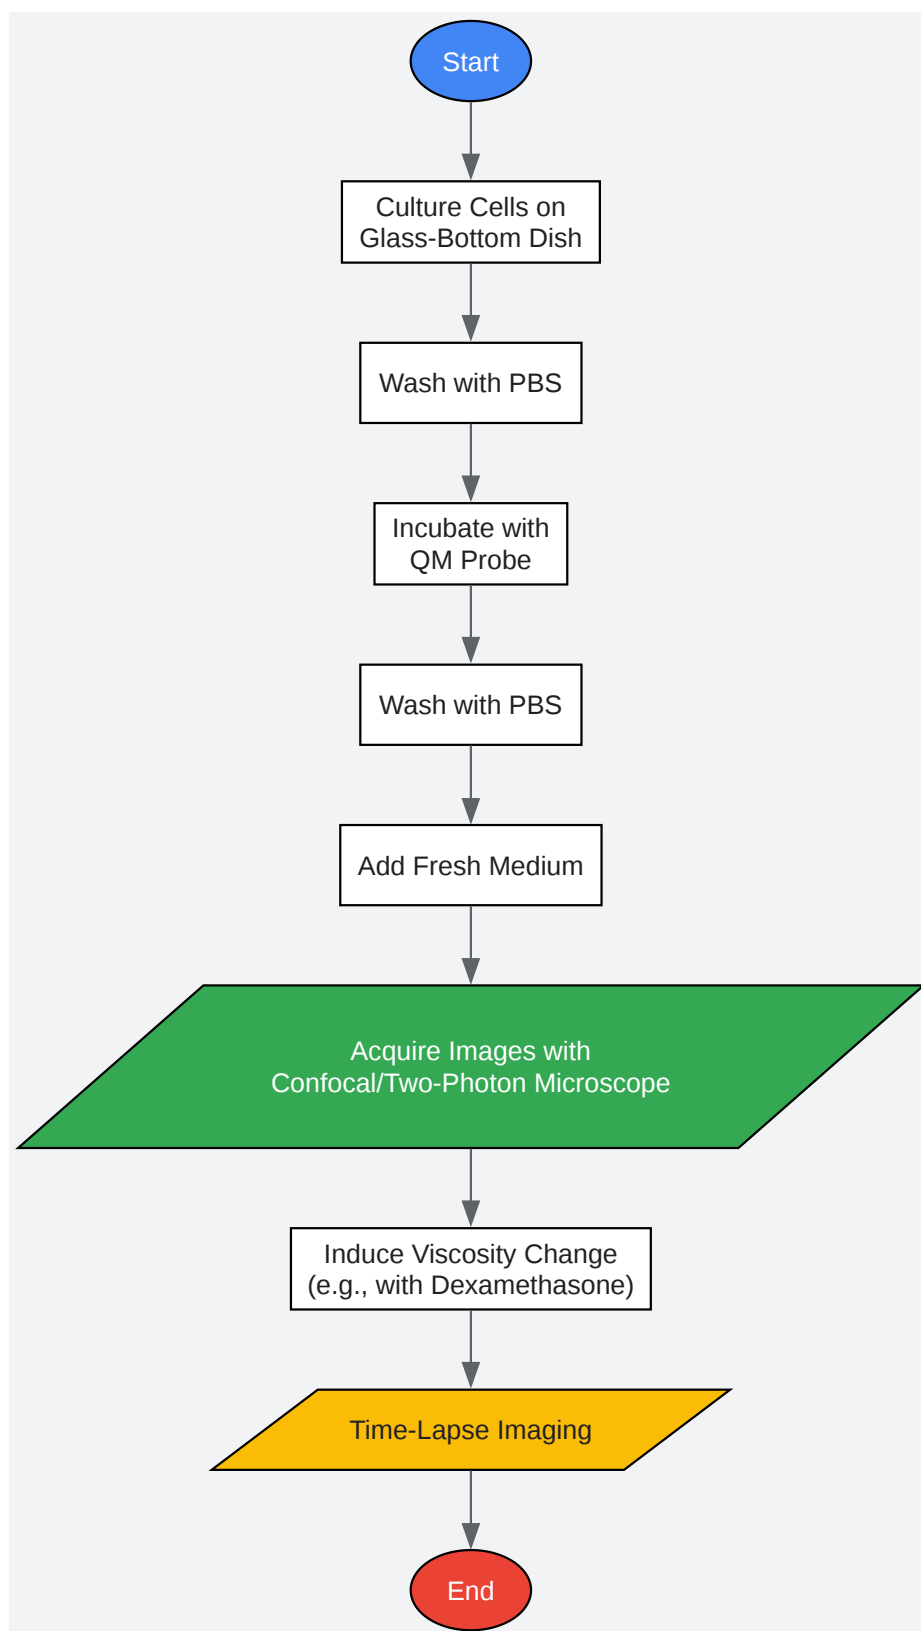 Start
Culture Cells on
Glass-Bottom Dish
Wash with PBS
Incubate with
QM Probe
Wash with PBS
Add Fresh Medium
Acquire Images with
Confocal/Two-Photon Microscope
Induce Viscosity Change
(e.g., with Dexamethasone)
Time-Lapse Imaging
End